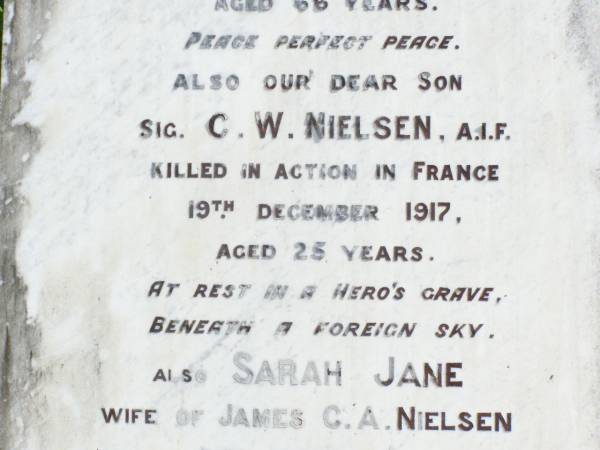 AGED 66 YEARS.
PEACE PERFECT PEACE.
ALSO OUR DEAR SON
SIG. C. W. NIELSEN, A.I.F.
KILLED IN ACTION IN FRANCE
19TH DECEMBER 1917,
AGED 25 YEARS.
AT REST IN A HERO'S GRAVE,
BENEATH A FOREIGN SKY.
ALSO SARAH JANE
WIFE OF JAMES C. A. NIELSEN